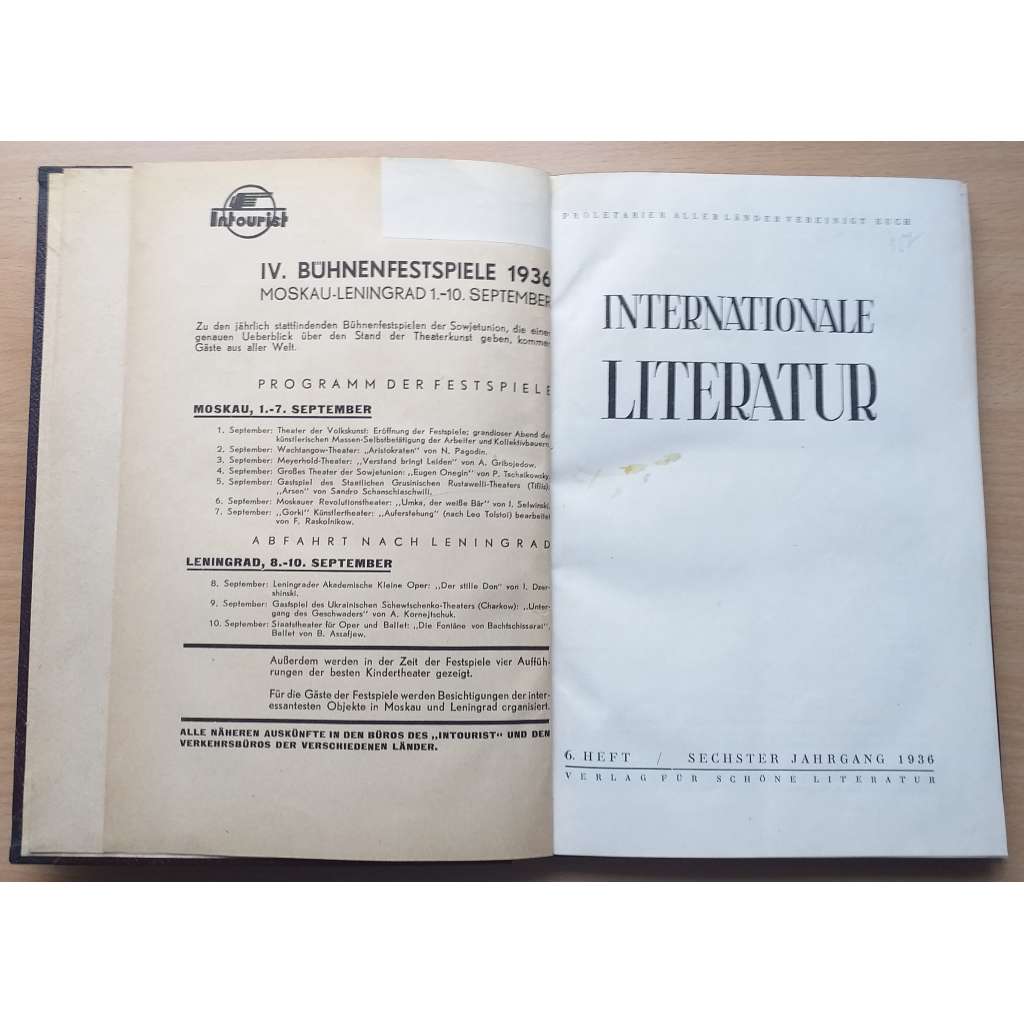 Intourist
IV. BÜHNENFESTSPIELE 1936
MOSKAU-LENINGRAD 1.-10. SEPTEMBER
Zu den jährlich stattfindenden Bühnenfestspielen der Sowjetunion, die einen
genauen Ueberblick über den Stand der Theaterkunst geben, kommen
Gäste aus aller Welt.
PROGRAMM DER FESTSPIELE
MOSKAU, 1.-7. SEPTEMBER
1. September: Theater der Volkskunst: Eröffnung der Festspiele; grandioser Abend der
künstlerischen Massen-Selbstbetätigung der Arbeiter und Kollektivbauern.
2. September: Wachtangow-Theater: „Aristokraten" von N. Pagodin.
3. September: Meyerhold-Theater: „Verstand bringt Leiden" von A. Gribojedow.
4. September: Großes Theater der Sowjetunion: „Eugen Onegin" von P. Tschaikowsky.
5. September: Gastspiel des Staatlichen Grusinischen Rustawelli-Theaters (Tiflis):
„Arsen" von Sandro Schanschiaschwili.
6. September: Moskauer Revolutionstheater: „Umka, der weiße Bär" von I. Selwinski.
7. September: „Gorki" Künstlertheater: „Auferstehung" (nach Leo Tolstoi) bearbeitet
von F. Raskolnikow.
ABFAHRT NACH LENINGRAD
LENINGRAD, 8.-10. SEPTEMBER
8. September: Leningrader Akademische Kleine Oper: „Der stille Don" von I. Dzer-
shinski.
9. September: Gastspiel des Ukrainischen Schewtschenko-Theaters (Charkow): „Unter-
gang des Geschwaders" von A. Kornejtschuk.
10. September: Staatstheater für Oper und Ballet: „Die Fontäne von Bachtschissarai",
Ballet von B. Assafjew.
Außerdem werden in der Zeit der Festspiele vier Auffüh-
rungen der besten Kindertheater gezeigt.
Für die Gäste der Festspiele werden Besichtigungen der inter-
essantesten Objekte in Moskau und Leningrad organisiert.
ALLE NÄHEREN AUSKÜNFTE IN DEN BÜROS DES „INTOURIST" UND DEN
VERKEHRSBÜROS DER VERSCHIEDENEN LÄNDER.
PROLETARIER ALLER LÄNDER VEREINIGT EUCH
INTERNATIONALE
LITERATUR
6. HEFT / SECHSTER JAHRGANG 1936
VERLAG FÜR SCHÖNE LITERATUR